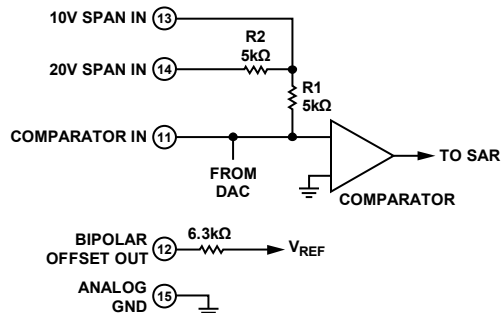 10V SPAN IN 13
R2
5kΩ
20V SPAN IN 14
R1
5kΩ
COMPARATOR IN 11
TO SAR
FROM
DAC
COMPARATOR
BIPOLAR
OFFSET OUT 12
6.3kΩ
VREF
ANALOG
GND 15